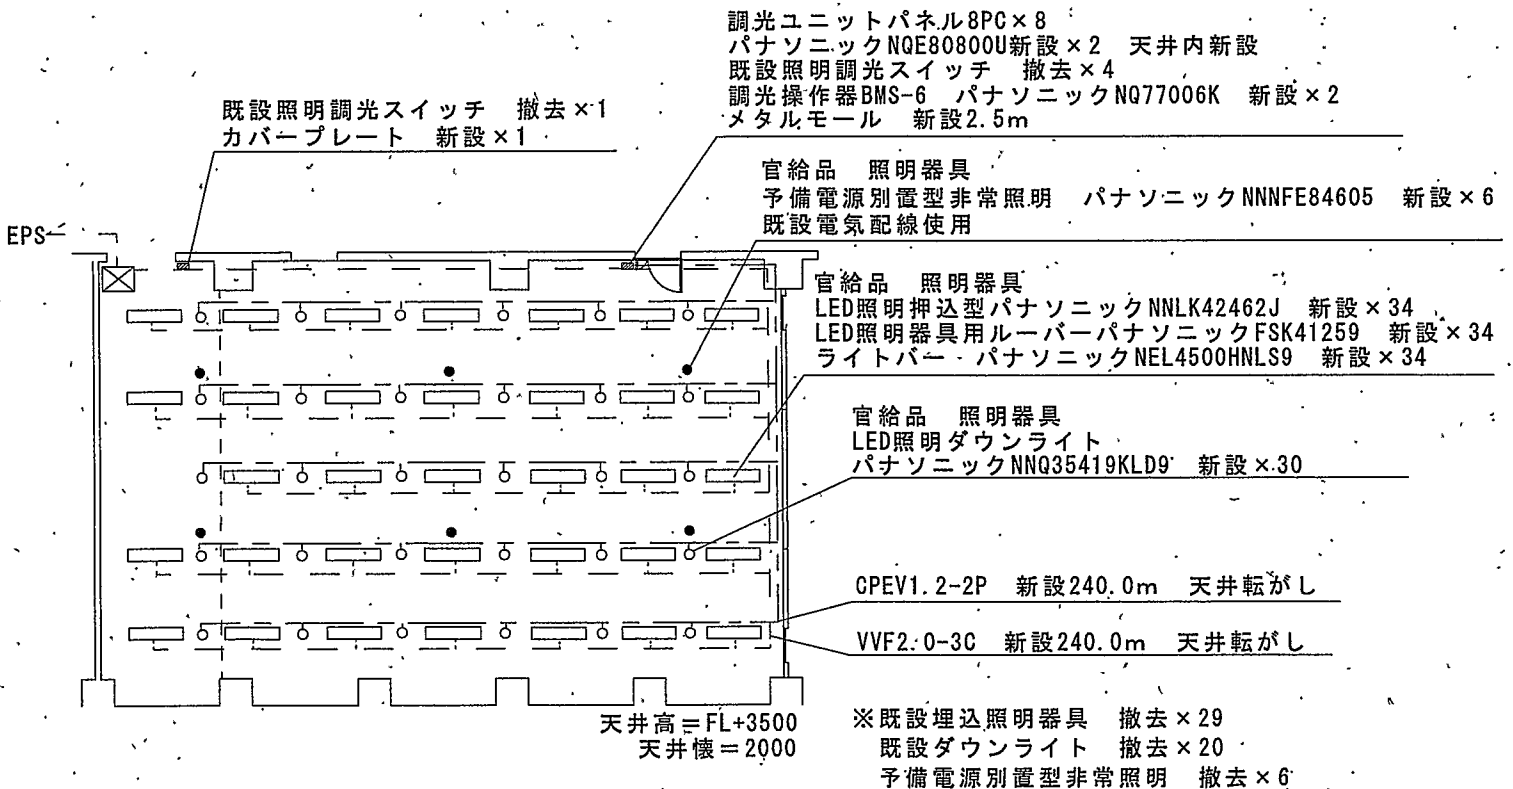 調光ユニットパネル8PC×8
パナソニックNQE80800U新設×2 天井内新設
既設照明調光スイッチ 撤去×4
調光操作器BMS-6 パナソニックNQ77006K 新設×2
メタルモール 新設2.5m
既設照明調光スイッチ 撤去×1
カバープレート 新設×1
官給品 照明器具
予備電源別置型非常照明 パナソニックNNNFE84605 新設×6
既設電気配線使用
EPS
官給品 照明器具
LED照明押込型パナソニックNNLK42462J 新設×34
LED照明器具用ルーバーパナソニックFSK41259 新設×34
ライトバー パナソニックNEL4500HNLS9 新設×34
官給品 照明器具
LED照明ダウンライト
パナソニックNNQ35419KLD9 新設×30
CPEV1.2-2P 新設240.0m 天井転がし
VVF2.0-3C 新設240.0m 天井転がし
天井高＝FL+3500
天井懐＝2000
※既設埋込照明器具 撤去×29
既設ダウンライト 撤去×20
予備電源別置型非常照明 撤去×6